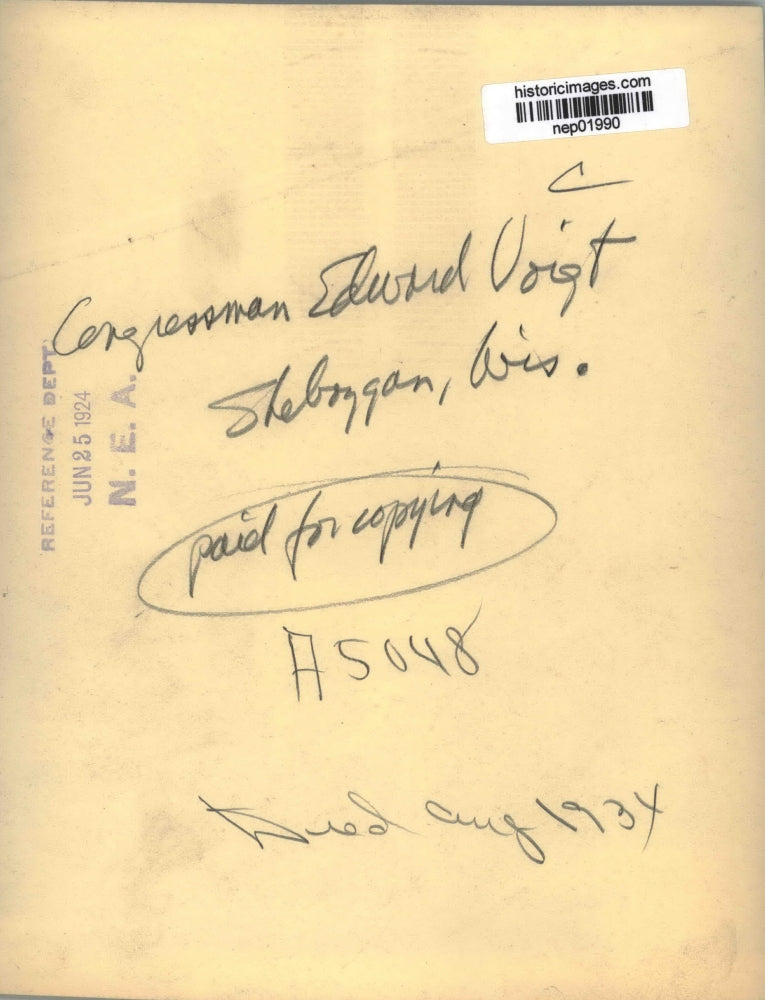 historicimages.com
nep01990
C
Congressman Edward Voigt
Sheboygan, Wis.
REFERENCE DEPT.
JUN 25 1924
N. E. A.
paid for copying
A5048
Died Aug 1934